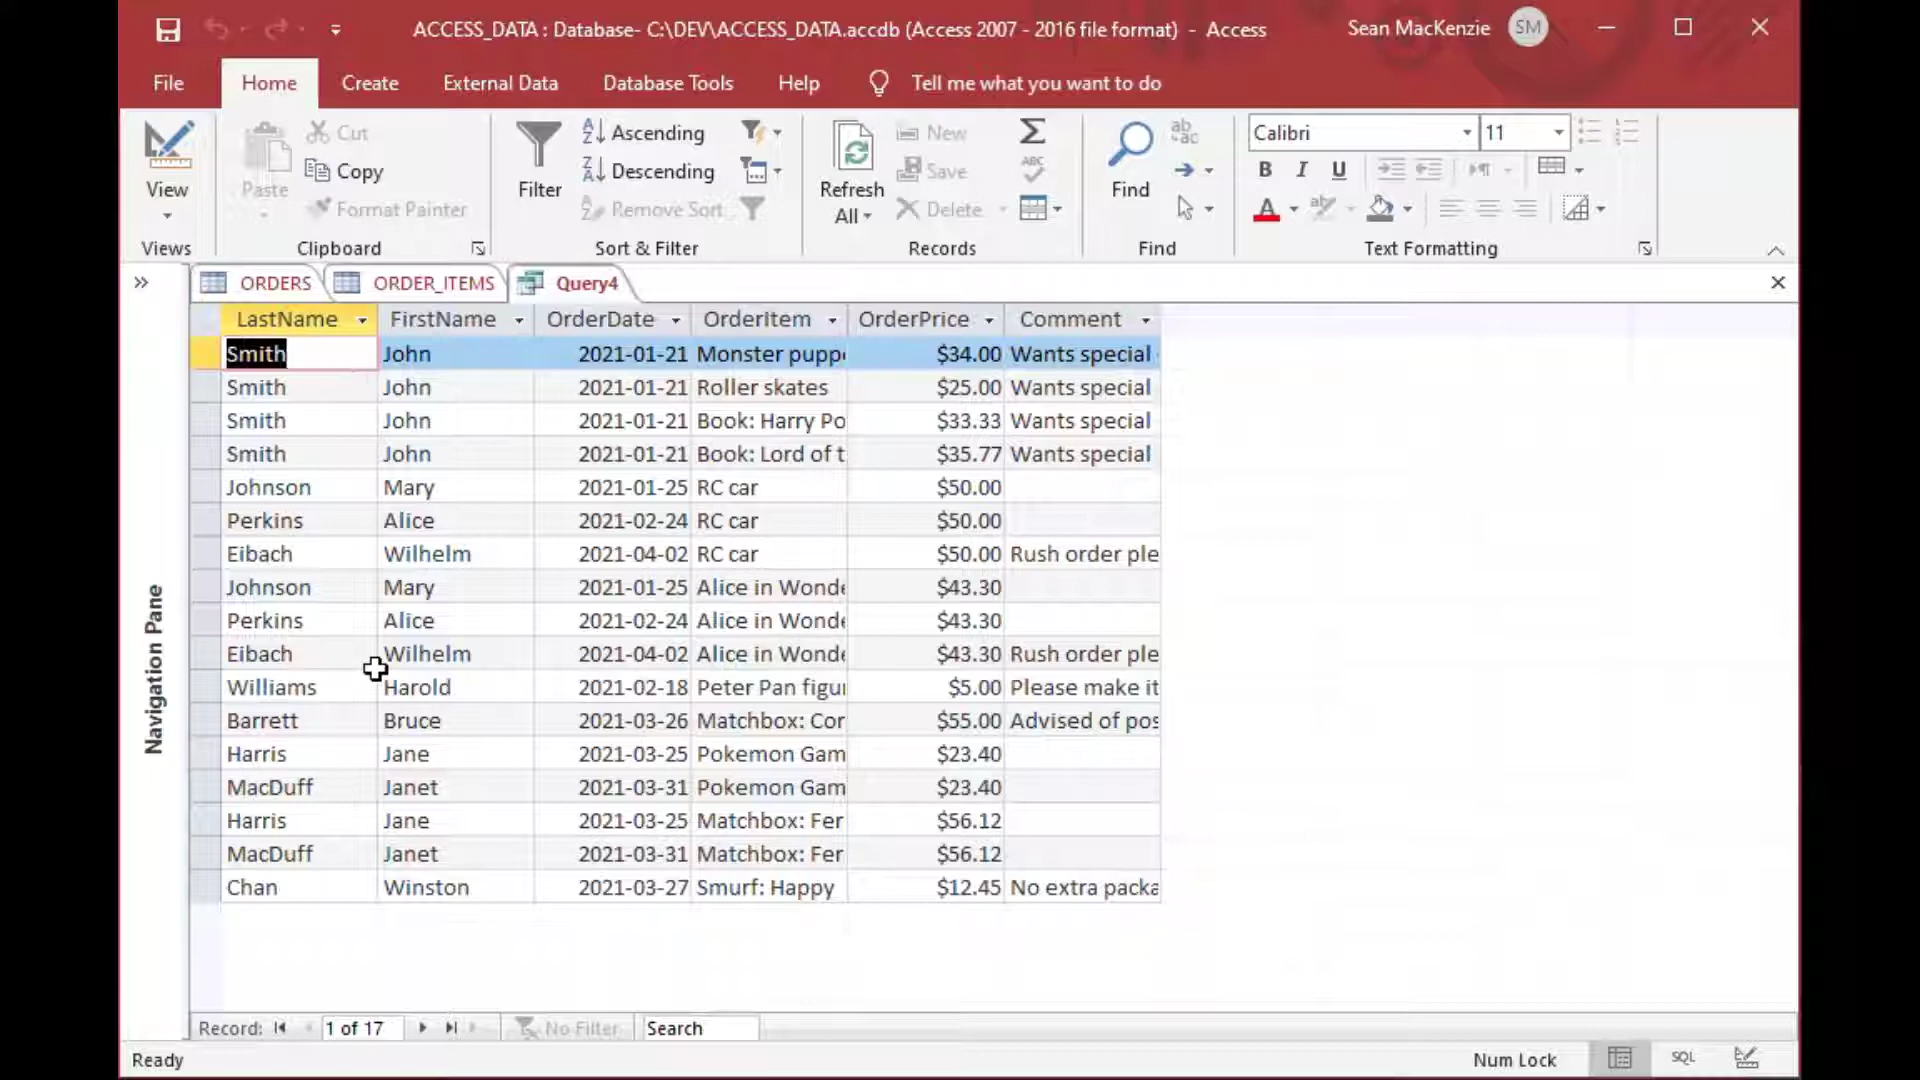 ACCESS_DATA : Database- C:\DEV\ACCESS_DATA.accdb (Access 2007 - 2016 file format) - Access
Sean MacKenzie SM
File Home Create External Data Database Tools Help Tell me what you want to do
View
Views
Paste
Cut
Copy
Format Painter
Clipboard
Filter
Ascending
Descending
Remove Sort
Sort & Filter
Refresh
All
New
Save
Delete
Records
Find
Find
Calibri 11
B I U
Text Formatting
ORDERS ORDER_ITEMS Query4
Navigation Pane
LastName FirstName OrderDate OrderItem OrderPrice Comment
Smith John 2021-01-21 Monster pupp $34.00 Wants special
Smith John 2021-01-21 Roller skates $25.00 Wants special
Smith John 2021-01-21 Book: Harry Po $33.33 Wants special
Smith John 2021-01-21 Book: Lord of t $35.77 Wants special
Johnson Mary 2021-01-25 RC car $50.00
Perkins Alice 2021-02-24 RC car $50.00
Eibach Wilhelm 2021-04-02 RC car $50.00 Rush order ple
Johnson Mary 2021-01-25 Alice in Wond $43.30
Perkins Alice 2021-02-24 Alice in Wond $43.30
Eibach Wilhelm 2021-04-02 Alice in Wond $43.30 Rush order ple
Williams Harold 2021-02-18 Peter Pan figu $5.00 Please make it
Barrett Bruce 2021-03-26 Matchbox: Cor $55.00 Advised of pos
Harris Jane 2021-03-25 Pokemon Gam $23.40
MacDuff Janet 2021-03-31 Pokemon Gam $23.40
Harris Jane 2021-03-25 Matchbox: Fer $56.12
MacDuff Janet 2021-03-31 Matchbox: Fer $56.12
Chan Winston 2021-03-27 Smurf: Happy $12.45 No extra packa
Record: 1 of 17 No Filter Search
Ready Num Lock SQL